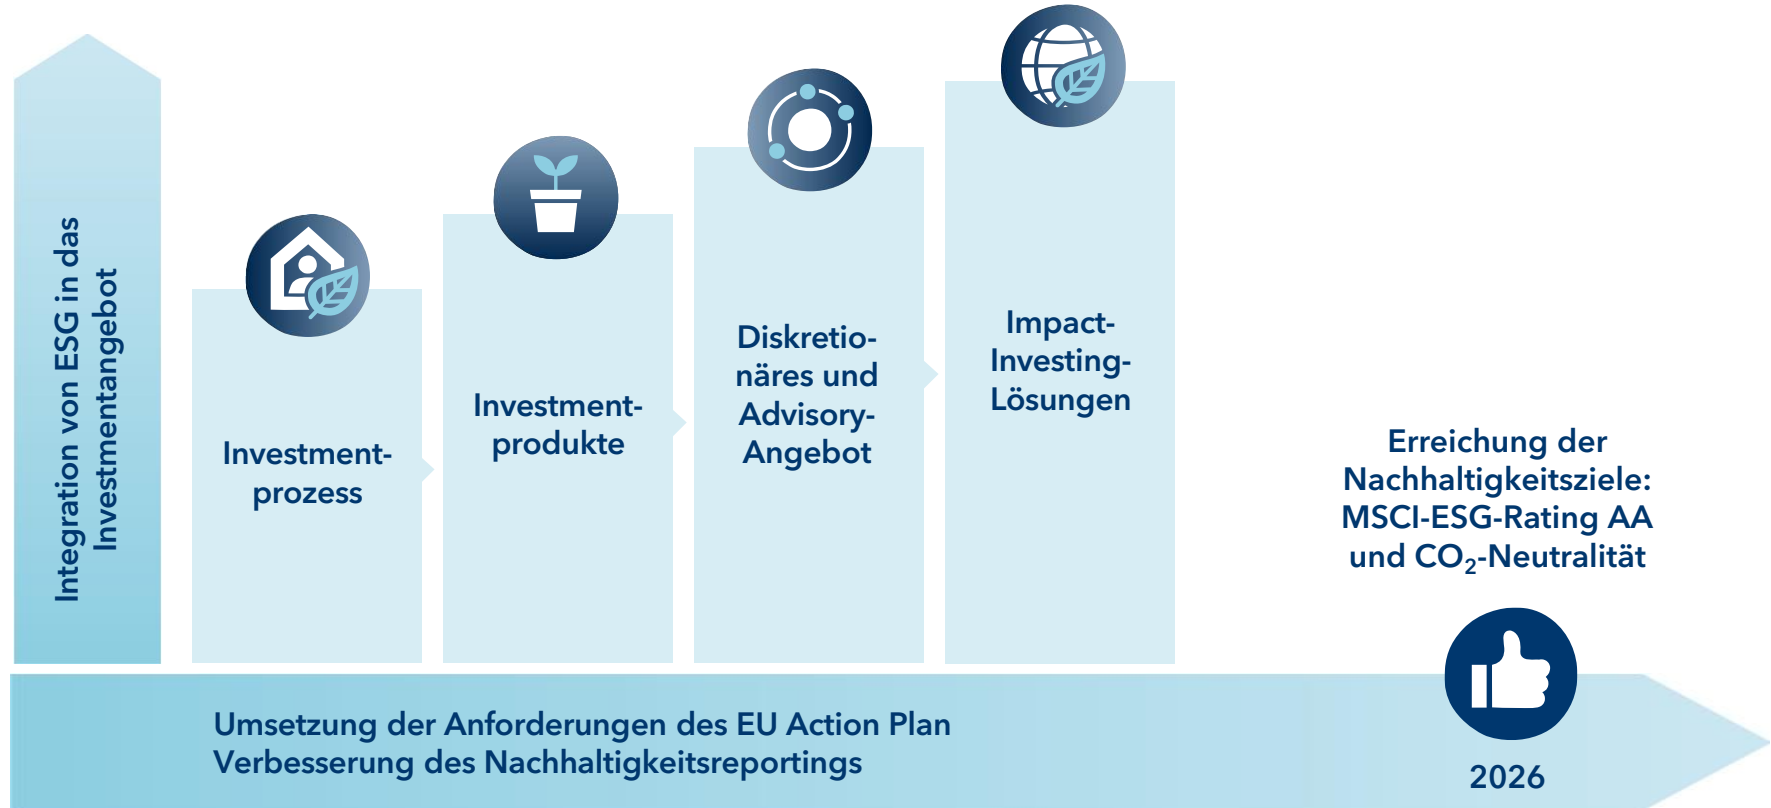 Integration von ESG in das
Investmentangebot
Investment-
prozess
Investment-
produkte
Diskretio-
näres und
Advisory-
Angebot
Impact-
Investing-
Lösungen
Erreichung der
Nachhaltigkeitsziele:
MSCI-ESG-Rating AA
und CO₂-Neutralität
Umsetzung der Anforderungen des EU Action Plan
Verbesserung des Nachhaltigkeitsreportings
2026